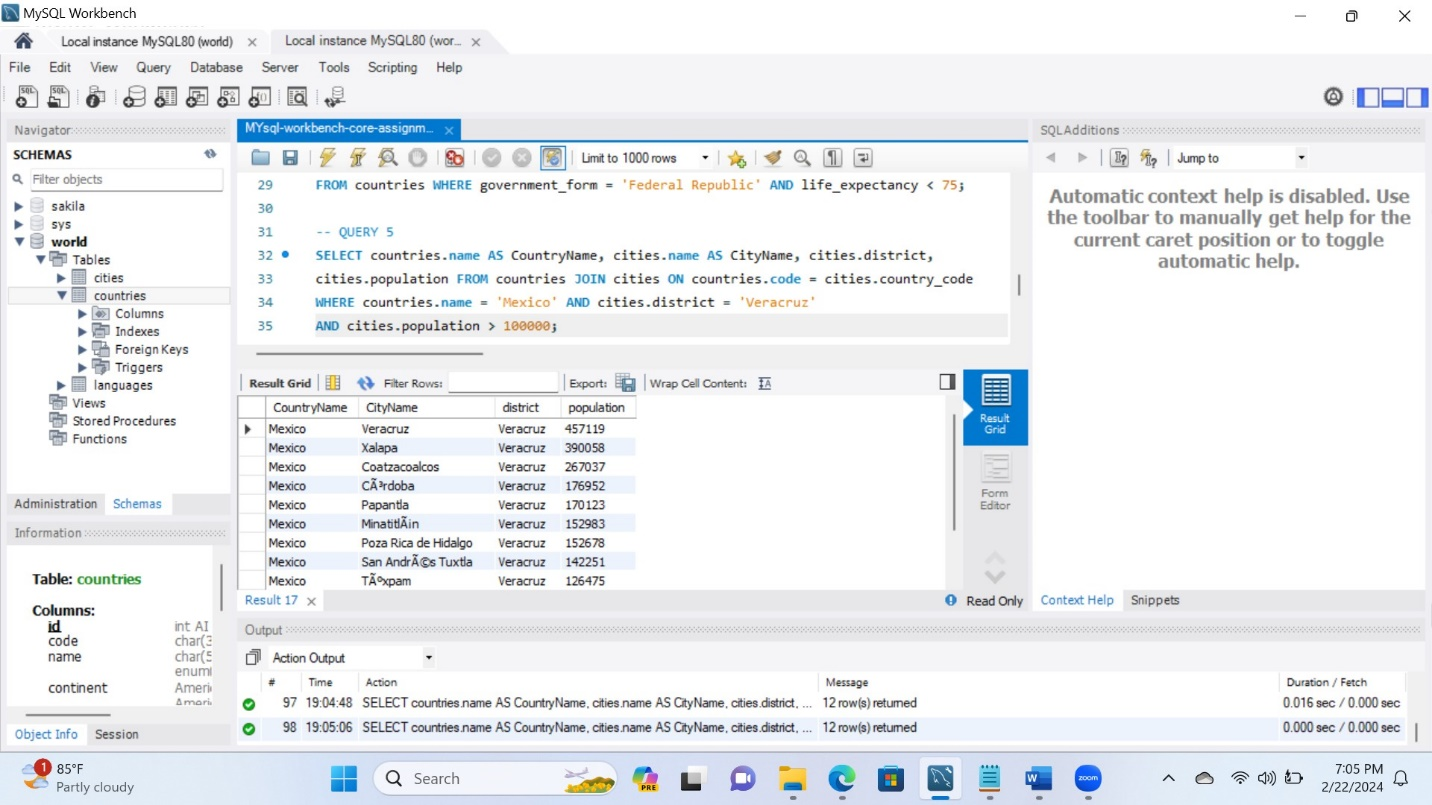 MySQL Workbench
Local instance MySQL80 (world)
Local instance MySQL80 (wor...
File Edit View Query Database Server Tools Scripting Help
Navigator
SCHEMAS
Filter objects
sakila
sys
world
Tables
cities
countries
Columns
Indexes
Foreign Keys
Triggers
languages
Views
Stored Procedures
Functions
Administration Schemas
Information
Table: countries
Columns:
id int AI
code char(3
name char(5
enum(
continent Ameri
Ameri
Object Info Session
MYsql-workbench-core-assignm...
Limit to 1000 rows
29 FROM countries WHERE government_form = 'Federal Republic' AND life_expectancy < 75;
30
31 -- QUERY 5
32 SELECT countries.name AS CountryName, cities.name AS CityName, cities.district,
33 cities.population FROM countries JOIN cities ON countries.code = cities.country_code
34 WHERE countries.name = 'Mexico' AND cities.district = 'Veracruz'
35 AND cities.population > 100000;
Result Grid Filter Rows: Export: Wrap Cell Content:
CountryName CityName district population
Mexico Veracruz Veracruz 457119
Mexico Xalapa Veracruz 390058
Mexico Coatzacoalcos Veracruz 267037
Mexico CÃ³rdoba Veracruz 176952
Mexico Papantla Veracruz 170123
Mexico MinatitlÃ¡n Veracruz 152983
Mexico Poza Rica de Hidalgo Veracruz 152678
Mexico San AndrÃ©s Tuxtla Veracruz 142251
Mexico TÃºxpam Veracruz 126475
Result Grid
Form Editor
Result 17
Read Only
SQLAdditions
Jump to
Automatic context help is disabled. Use
the toolbar to manually get help for the
current caret position or to toggle
automatic help.
Context Help Snippets
Output
Action Output
# Time Action Message Duration / Fetch
97 19:04:48 SELECT countries.name AS CountryName, cities.name AS CityName, cities.district, ... 12 row(s) returned 0.016 sec / 0.000 sec
98 19:05:06 SELECT countries.name AS CountryName, cities.name AS CityName, cities.district, ... 12 row(s) returned 0.000 sec / 0.000 sec
1
85°F
Partly cloudy
Search
PRE
zoom
7:05 PM
2/22/2024